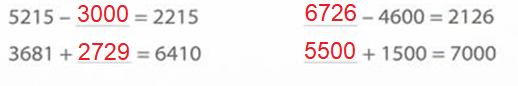 5215 – 3000 = 2215 6726 – 4600 = 2126
3681 + 2729 = 6410 5500 + 1500 = 7000